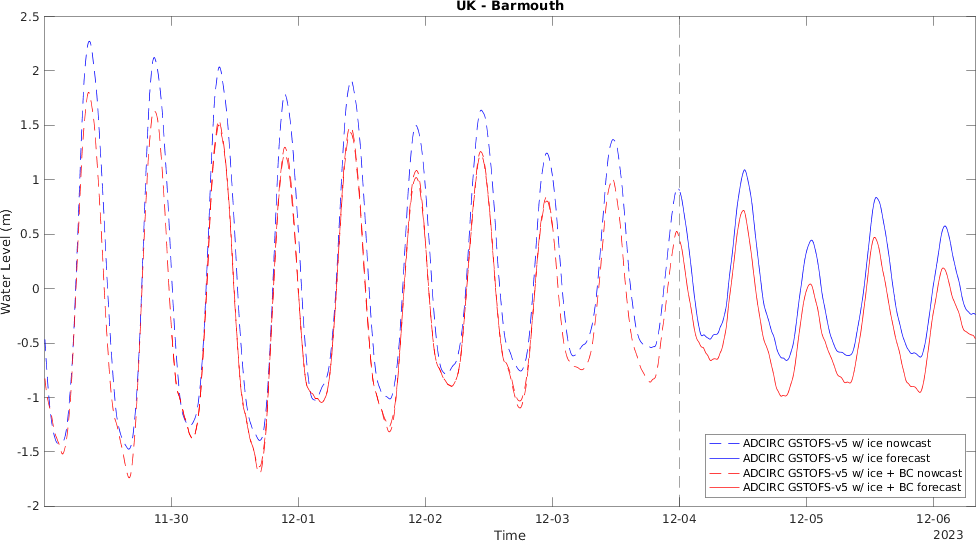 UK - Barmouth
2.5
2
1.5
1
0.5
0
-0.5
-1
-1.5
-2
Water Level (m)
ADCIRC GSTOFS-v5 w/ ice nowcast
ADCIRC GSTOFS-v5 w/ ice forecast
ADCIRC GSTOFS-v5 w/ ice + BC nowcast
ADCIRC GSTOFS-v5 w/ ice + BC forecast
11-30 12-01 12-02 12-03 12-04 12-05 12-06
Time
2023